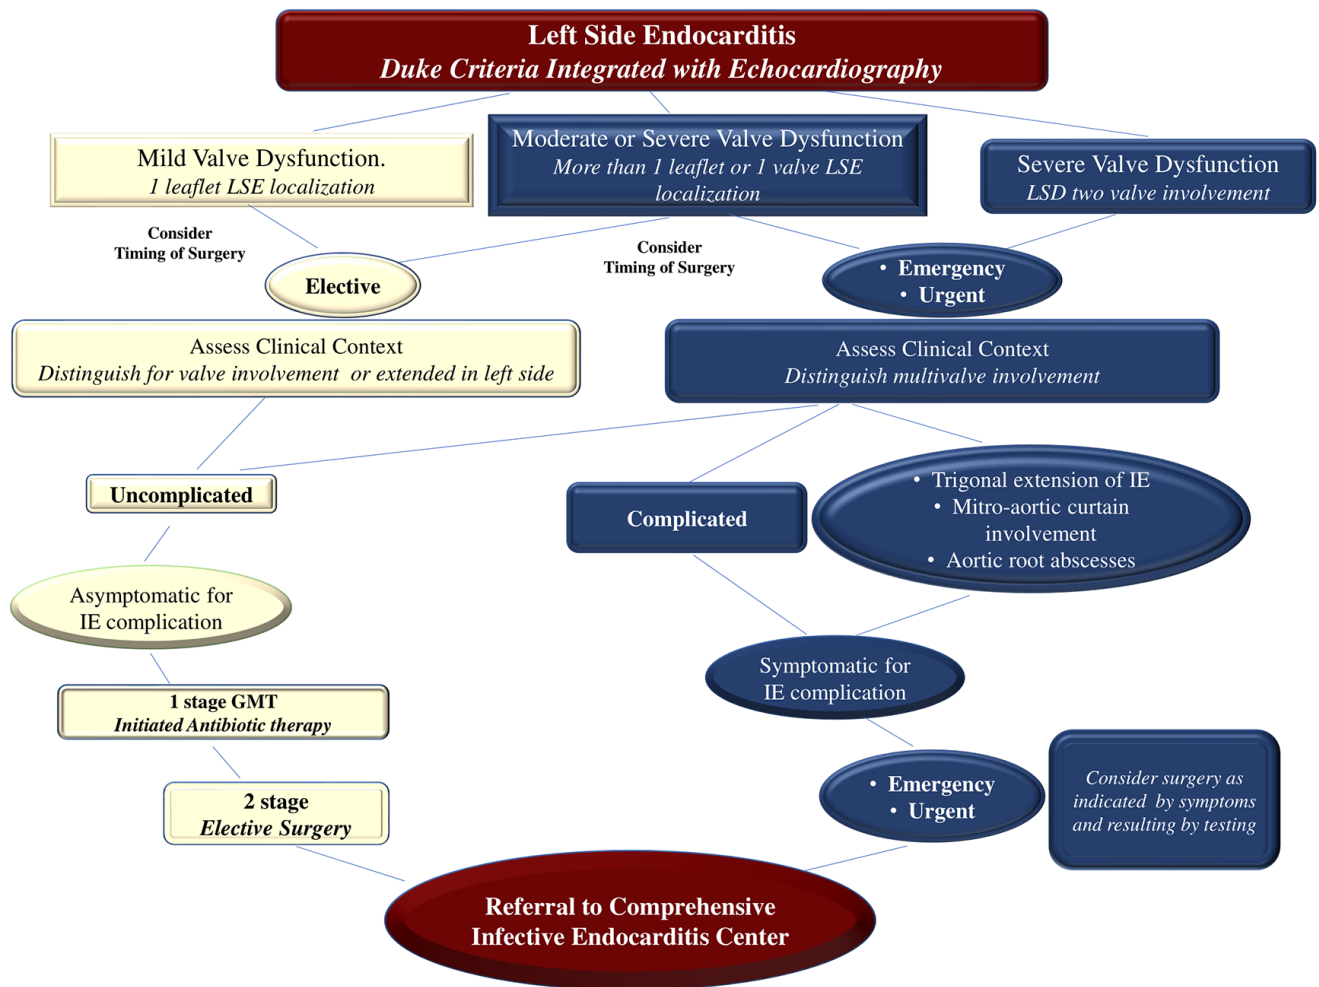 Left Side Endocarditis
Duke Criteria Integrated with Echocardiography
Mild Valve Dysfunction.
1 leaflet LSE localization
Moderate or Severe Valve Dysfunction
More than 1 leaflet or 1 valve LSE
localization
Severe Valve Dysfunction
LSD two valve involvement
Consider
Timing of Surgery
Consider
Timing of Surgery
Elective
• Emergency
• Urgent
Assess Clinical Context
Distinguish for valve involvement or extended in left side
Assess Clinical Context
Distinguish multivalve involvement
Uncomplicated
Complicated
• Trigonal extension of IE
• Mitro-aortic curtain
involvement
• Aortic root abscesses
Asymptomatic for
IE complication
Symptomatic for
IE complication
1 stage GMT
Initiated Antibiotic therapy
2 stage
Elective Surgery
• Emergency
• Urgent
Consider surgery as
indicated by symptoms
and resulting by testing
Referral to Comprehensive
Infective Endocarditis Center